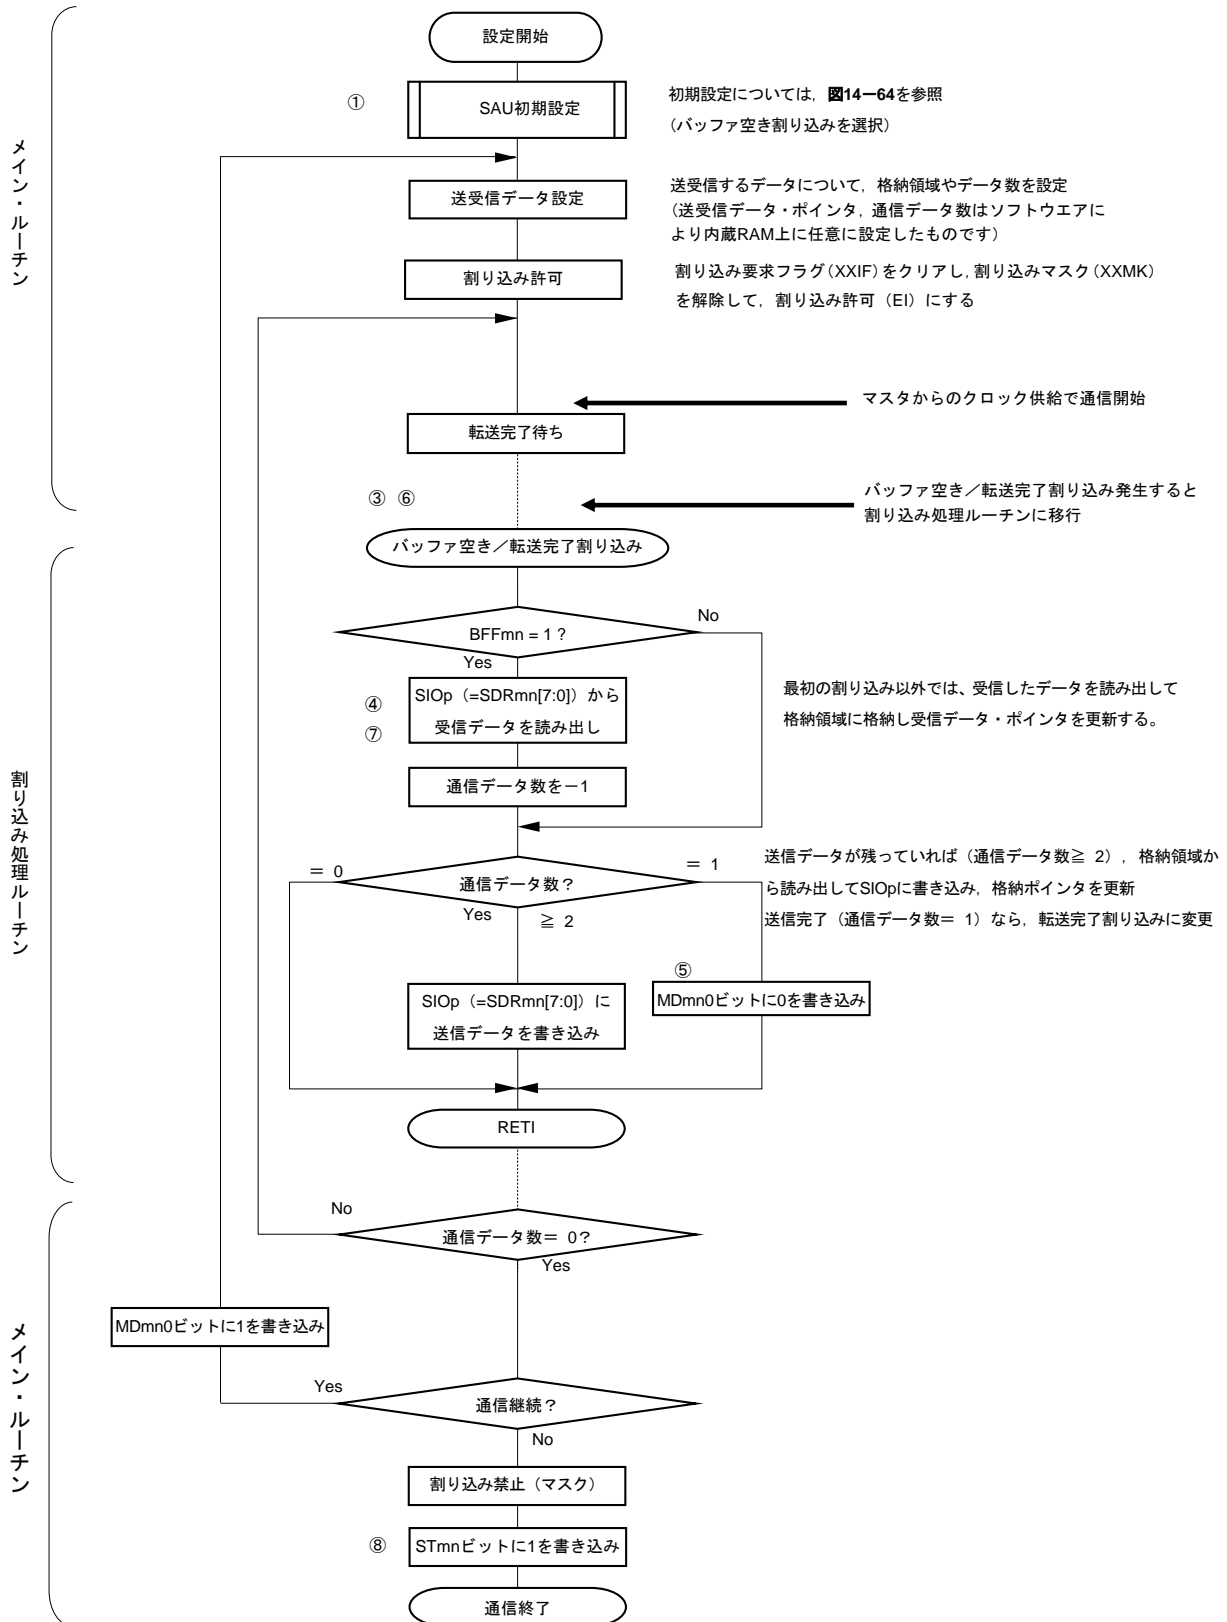 設定開始
①
SAU初期設定
初期設定については，図14－64を参照
（バッファ空き割り込みを選択）
メイン・ルーチン
送受信データ設定
送受信するデータについて，格納領域やデータ数を設定
（送受信データ・ポインタ，通信データ数はソフトウエアに
より内蔵RAM上に任意に設定したものです）
割り込み許可
割り込み要求フラグ（XXIF）をクリアし，割り込みマスク（XXMK）
を解除して，割り込み許可（EI）にする
マスタからのクロック供給で通信開始
転送完了待ち
③ ⑥
バッファ空き／転送完了割り込み発生すると
割り込み処理ルーチンに移行
バッファ空き／転送完了割り込み
割り込み処理ルーチン
BFFmn = 1 ?
No
Yes
④
⑦
SIOp（=SDRmn[7:0]）から
受信データを読み出し
最初の割り込み以外では、受信したデータを読み出して
格納領域に格納し受信データ・ポインタを更新する。
通信データ数を－1
＝ 0
通信データ数？
＝ 1
Yes
≧ 2
送信データが残っていれば（通信データ数≧ 2），格納領域か
ら読み出してSIOpに書き込み，格納ポインタを更新
送信完了（通信データ数＝ 1）なら，転送完了割り込みに変更
⑤
MDmn0ビットに0を書き込み
SIOp（=SDRmn[7:0]）に
送信データを書き込み
RETI
メイン・ルーチン
No
通信データ数＝ 0？
Yes
MDmn0ビットに1を書き込み
Yes
通信継続？
No
割り込み禁止（マスク）
⑧
STmnビットに1を書き込み
通信終了